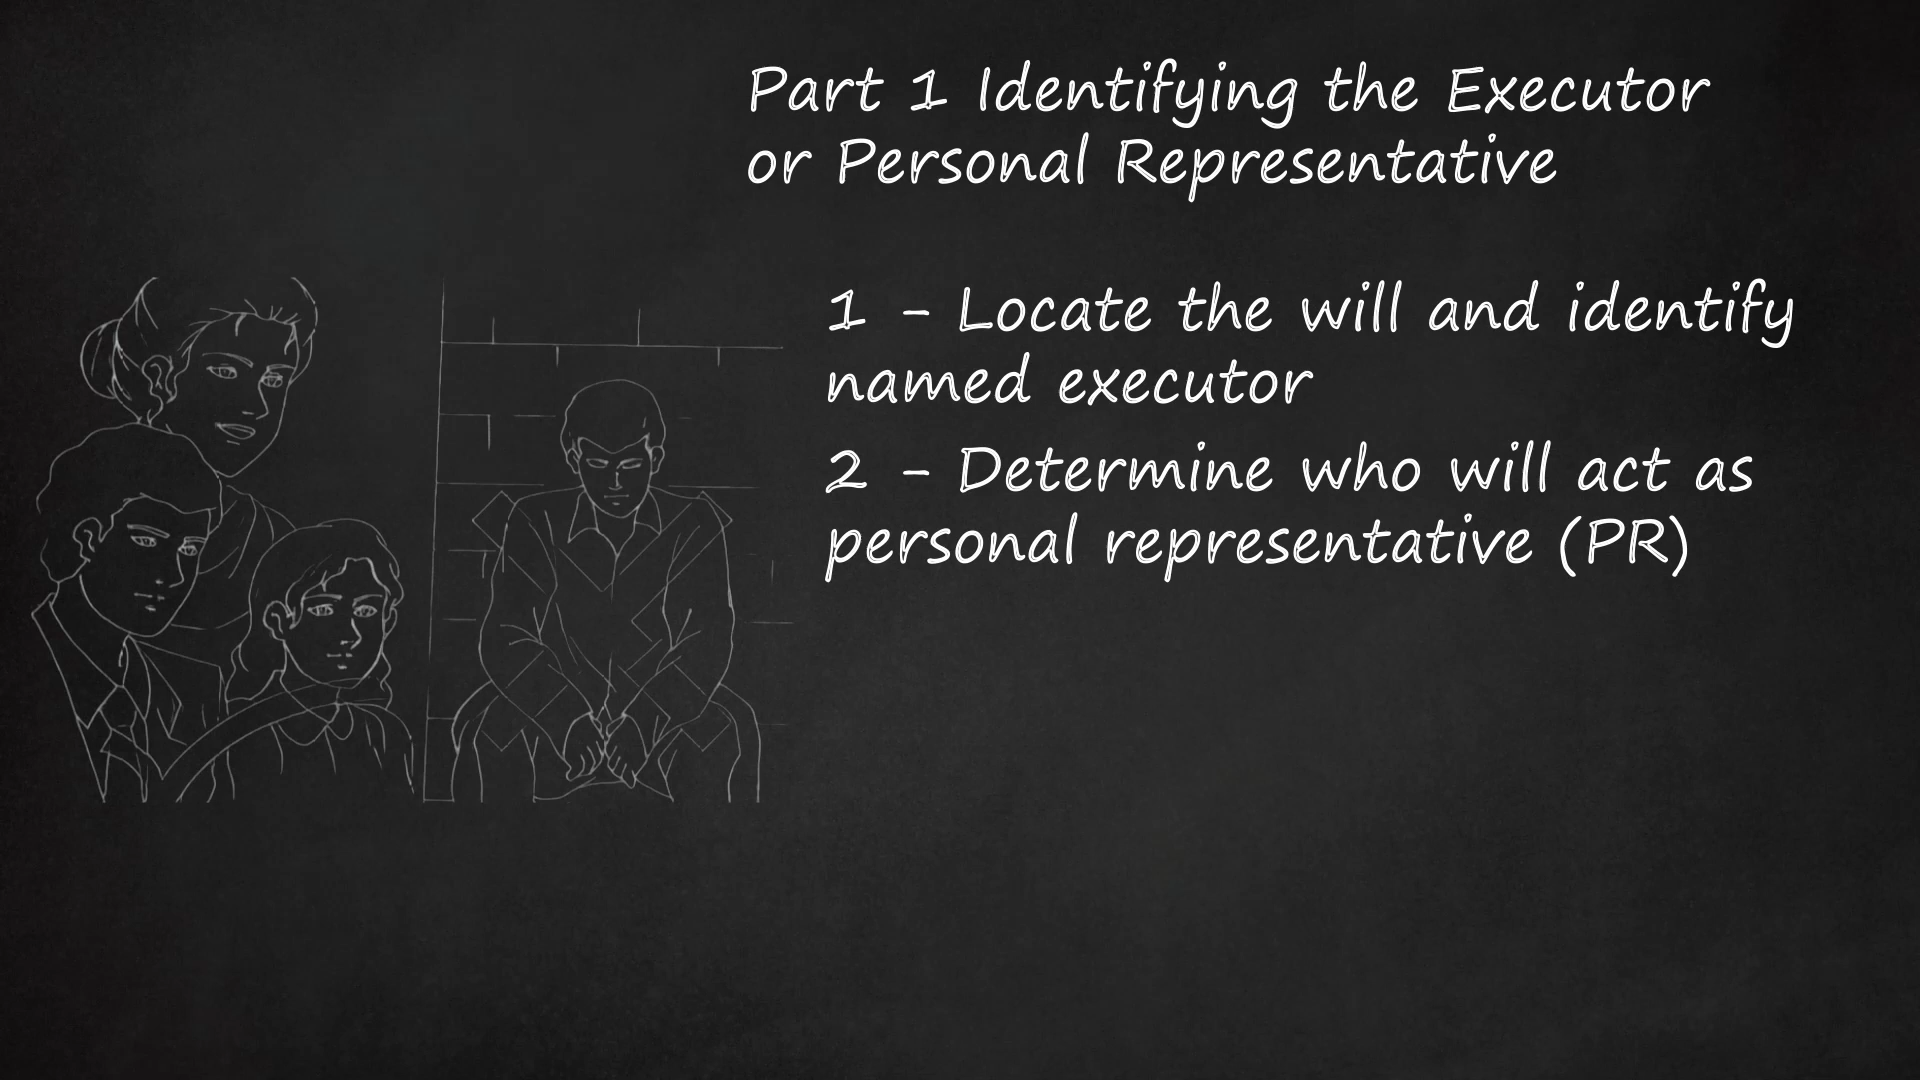 Part 1 Identifying the Executor
or Personal Representative
1 - Locate the will and identify
named executor
2 - Determine who will act as
personal representative (PR)